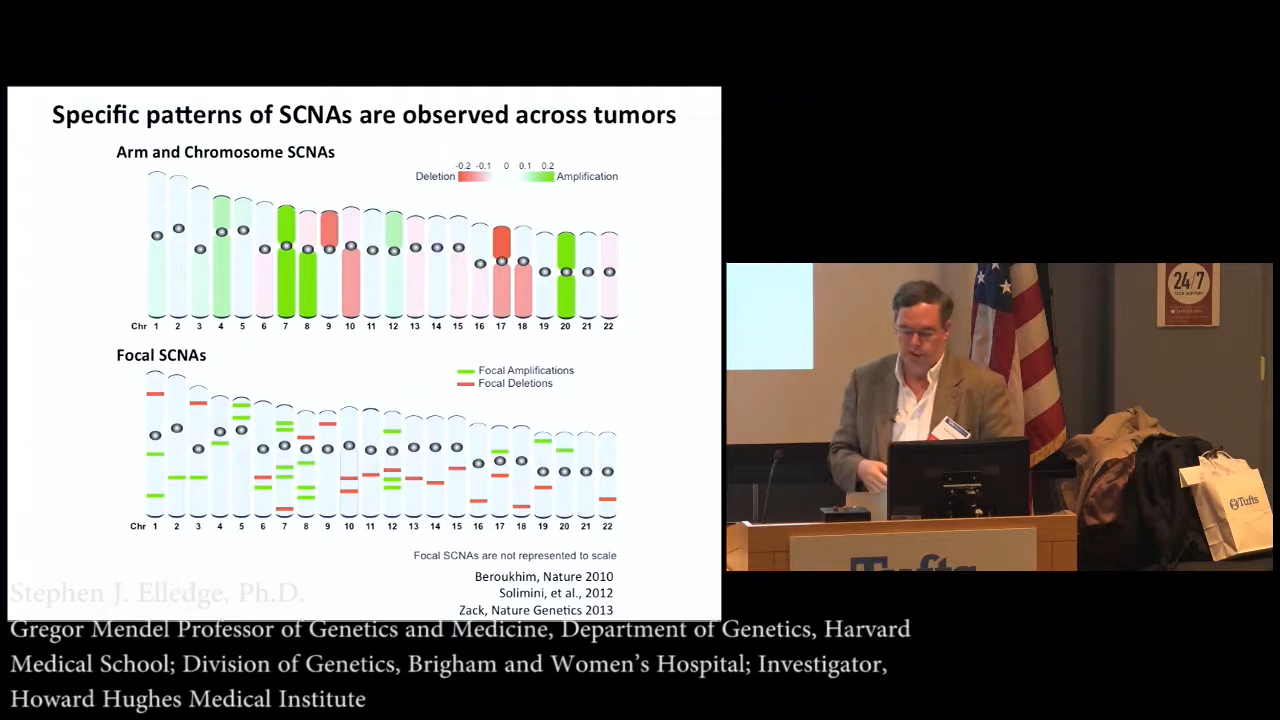 Specific patterns of SCNAs are observed across tumors
Arm and Chromosome SCNAs
-0.2 -0.1 0 0.1 0.2
Deletion Amplification
Chr 1 2 3 4 5 6 7 8 9 10 11 12 13 14 15 16 17 18 19 20 21 22
Focal SCNAs
Focal Amplifications
Focal Deletions
Chr 1 2 3 4 5 6 7 8 9 10 11 12 13 14 15 16 17 18 19 20 21 22
Focal SCNAs are not represented to scale
Beroukhim, Nature 2010
Solimini, et al., 2012
Zack, Nature Genetics 2013
24/7
Tufts
Tufts
Stephen J. Elledge, Ph.D.
Gregor Mendel Professor of Genetics and Medicine, Department of Genetics, Harvard
Medical School; Division of Genetics, Brigham and Women's Hospital; Investigator,
Howard Hughes Medical Institute